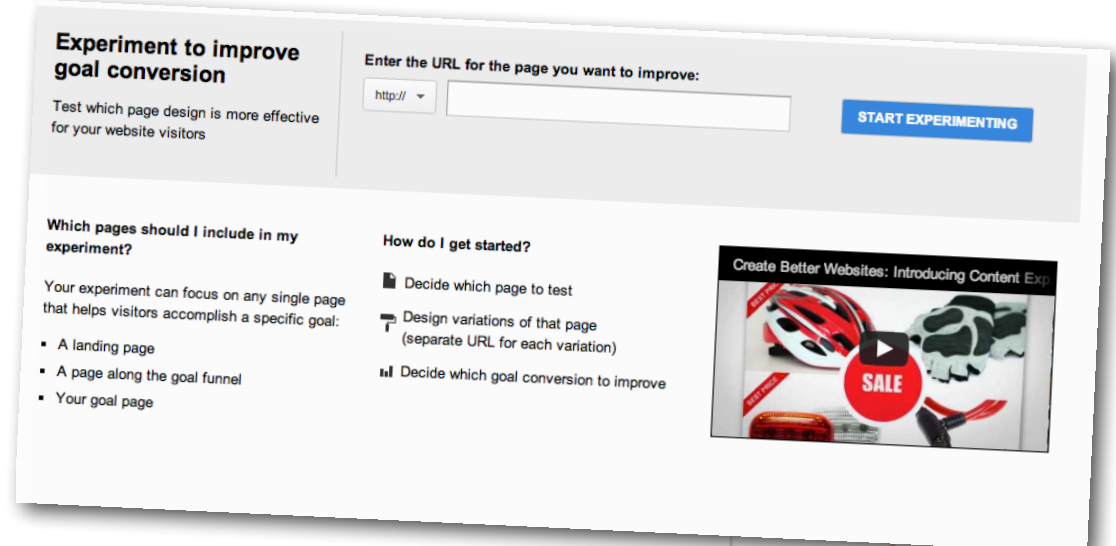 Experiment to improve
goal conversion
Test which page design is more effective
for your website visitors
Enter the URL for the page you want to improve:
http://
START EXPERIMENTING
Which pages should I include in my
experiment?
Your experiment can focus on any single page
that helps visitors accomplish a specific goal:
▪ A landing page
▪ A page along the goal funnel
▪ Your goal page
How do I get started?
Decide which page to test
Design variations of that page
(separate URL for each variation)
Decide which goal conversion to improve
Create Better Websites: Introducing Content Exp
BEST PRICE
SALE
BEST PRICE